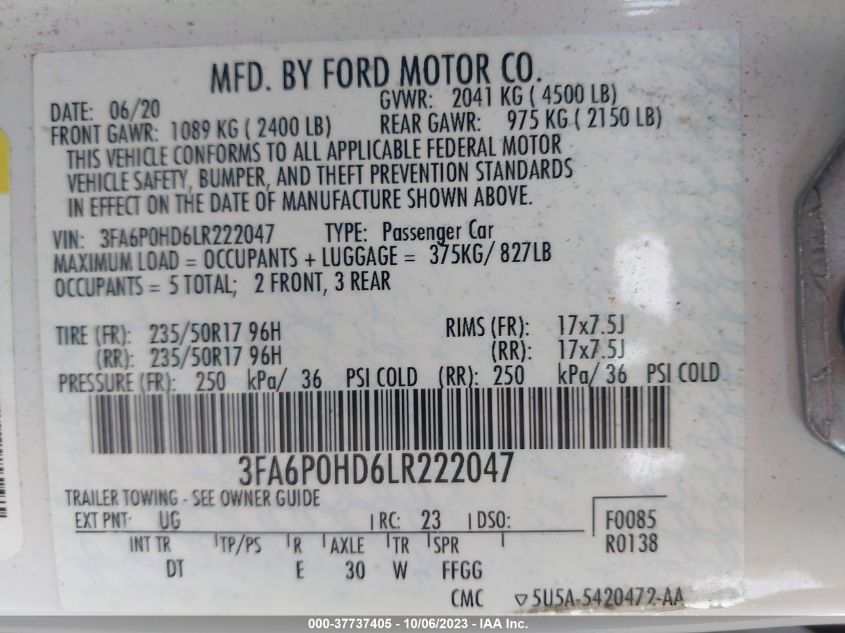 MFD. BY FORD MOTOR CO.
DATE: 06/20 GVWR: 2041 KG ( 4500 LB)
FRONT GAWR: 1089 KG ( 2400 LB) REAR GAWR: 975 KG ( 2150 LB)
THIS VEHICLE CONFORMS TO ALL APPLICABLE FEDERAL MOTOR
VEHICLE SAFETY, BUMPER, AND THEFT PREVENTION STANDARDS
IN EFFECT ON THE DATE OF MANUFACTURE SHOWN ABOVE.
VIN: 3FA6P0HD6LR222047 TYPE: Passenger Car
MAXIMUM LOAD = OCCUPANTS + LUGGAGE = 375KG/ 827LB
OCCUPANTS = 5 TOTAL; 2 FRONT, 3 REAR
TIRE (FR): 235/50R17 96H RIMS (FR): 17x7.5J
(RR): 235/50R17 96H (RR): 17x7.5J
PRESSURE (FR): 250 kPa/ 36 PSI COLD (RR): 250 kPa/ 36 PSI COLD
3FA6P0HD6LR222047
TRAILER TOWING - SEE OWNER GUIDE
EXT PNT: UG RC: 23 DSO: F0085
INT TR TP/PS R AXLE TR SPR R0138
DT E 30 W FFGG
CMC ▽5U5A-5420472-AA
000-37737405 - 10/06/2023 - IAA Inc.